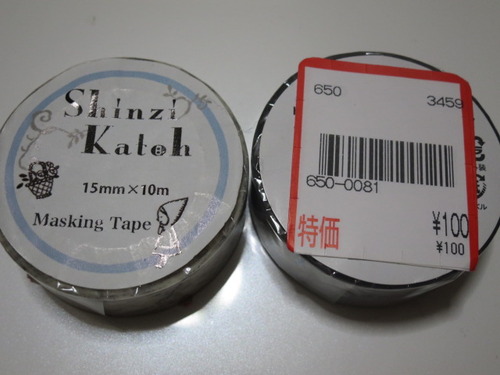 Shinzi
Katoh
15mm×10m
Masking Tape
650 3459
650-0081
特価
¥100
¥100